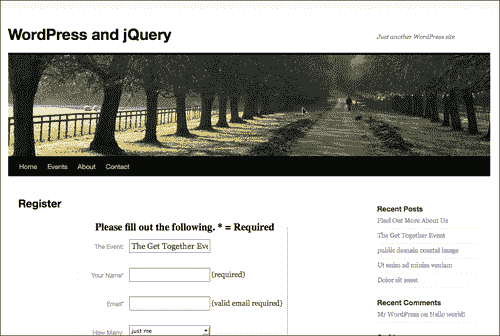 WordPress and jQuery
Just another WordPress site
Home Events About Contact
Register
Please fill out the following. * = Required
The Event: The Get Together Eve
Your Name* (required)
Email* (valid email required)
How Many: just me
Recent Posts
Find Out More About Us
The Get Together Event
public domain coastal image
Ut enim ad minim veniam
Dolor sit amet
Recent Comments
Mr WordPress on Hello world!